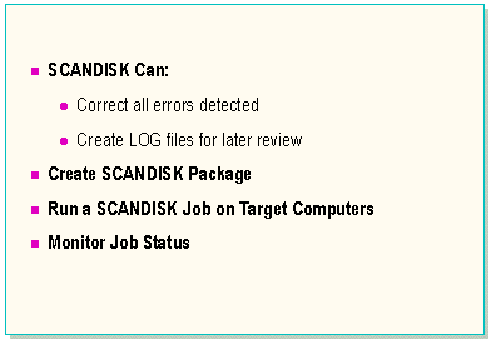 SCANDISK Can:
Correct all errors detected
Create LOG files for later review
Create SCANDISK Package
Run a SCANDISK Job on Target Computers
Monitor Job Status